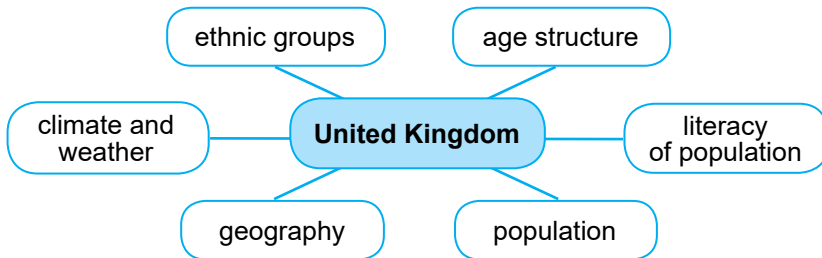 ethnic groups
age structure
climate and
weather
United Kingdom
literacy
of population
geography
population